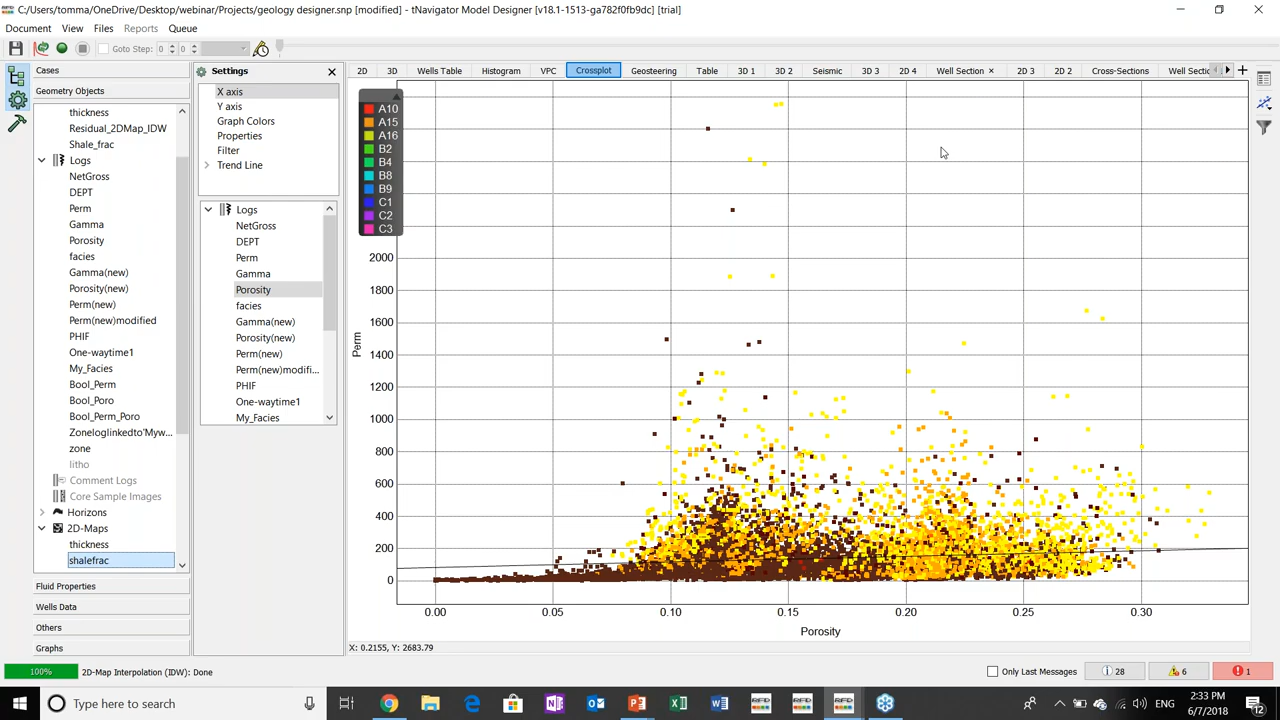 C:/Users/tomma/OneDrive/Desktop/webinar/Projects/geology designer.snp [modified] - tNavigator Model Designer [v18.1-1513-ga782f0fb9dc] [trial]
Document View Files Reports Queue
Goto Step: 0 0
Cases
Geometry Objects
thickness
Residual_2DMap_IDW
Shale_frac
Logs
NetGross
DEPT
Perm
Gamma
Porosity
facies
Gamma(new)
Porosity(new)
Perm(new)
Perm(new)modified
PHIF
One-waytime1
My_Facies
Bool_Perm
Bool_Poro
Bool_Perm_Poro
Zoneloglinkedto'Myw...
zone
litho
Comment Logs
Core Sample Images
Horizons
2D-Maps
thickness
shalefrac
Fluid Properties
Wells Data
Others
Graphs
Settings
X axis
Y axis
Graph Colors
Properties
Filter
Trend Line
Logs
NetGross
DEPT
Perm
Gamma
Porosity
facies
Gamma(new)
Porosity(new)
Perm(new)
Perm(new)modifi...
PHIF
One-waytime1
My_Facies
2D 3D Wells Table Histogram VPC Crossplot Geosteering Table 3D 1 3D 2 Seismic 3D 3 2D 4 Well Section × 2D 3 2D 2 Cross-Sections Well Sectic
A10
A15
A16
B2
B4
B8
B9
C1
C2
C3
2000
1800
1600
1400
1200
1000
800
600
400
200
0
Perm
0.00 0.05 0.10 0.15 0.20 0.25 0.30
Porosity
X: 0.2155, Y: 2683.79
100% 2D-Map Interpolation (IDW): Done
Only Last Messages 28 6 1
Type here to search
ENG
2:33 PM
6/7/2018
12